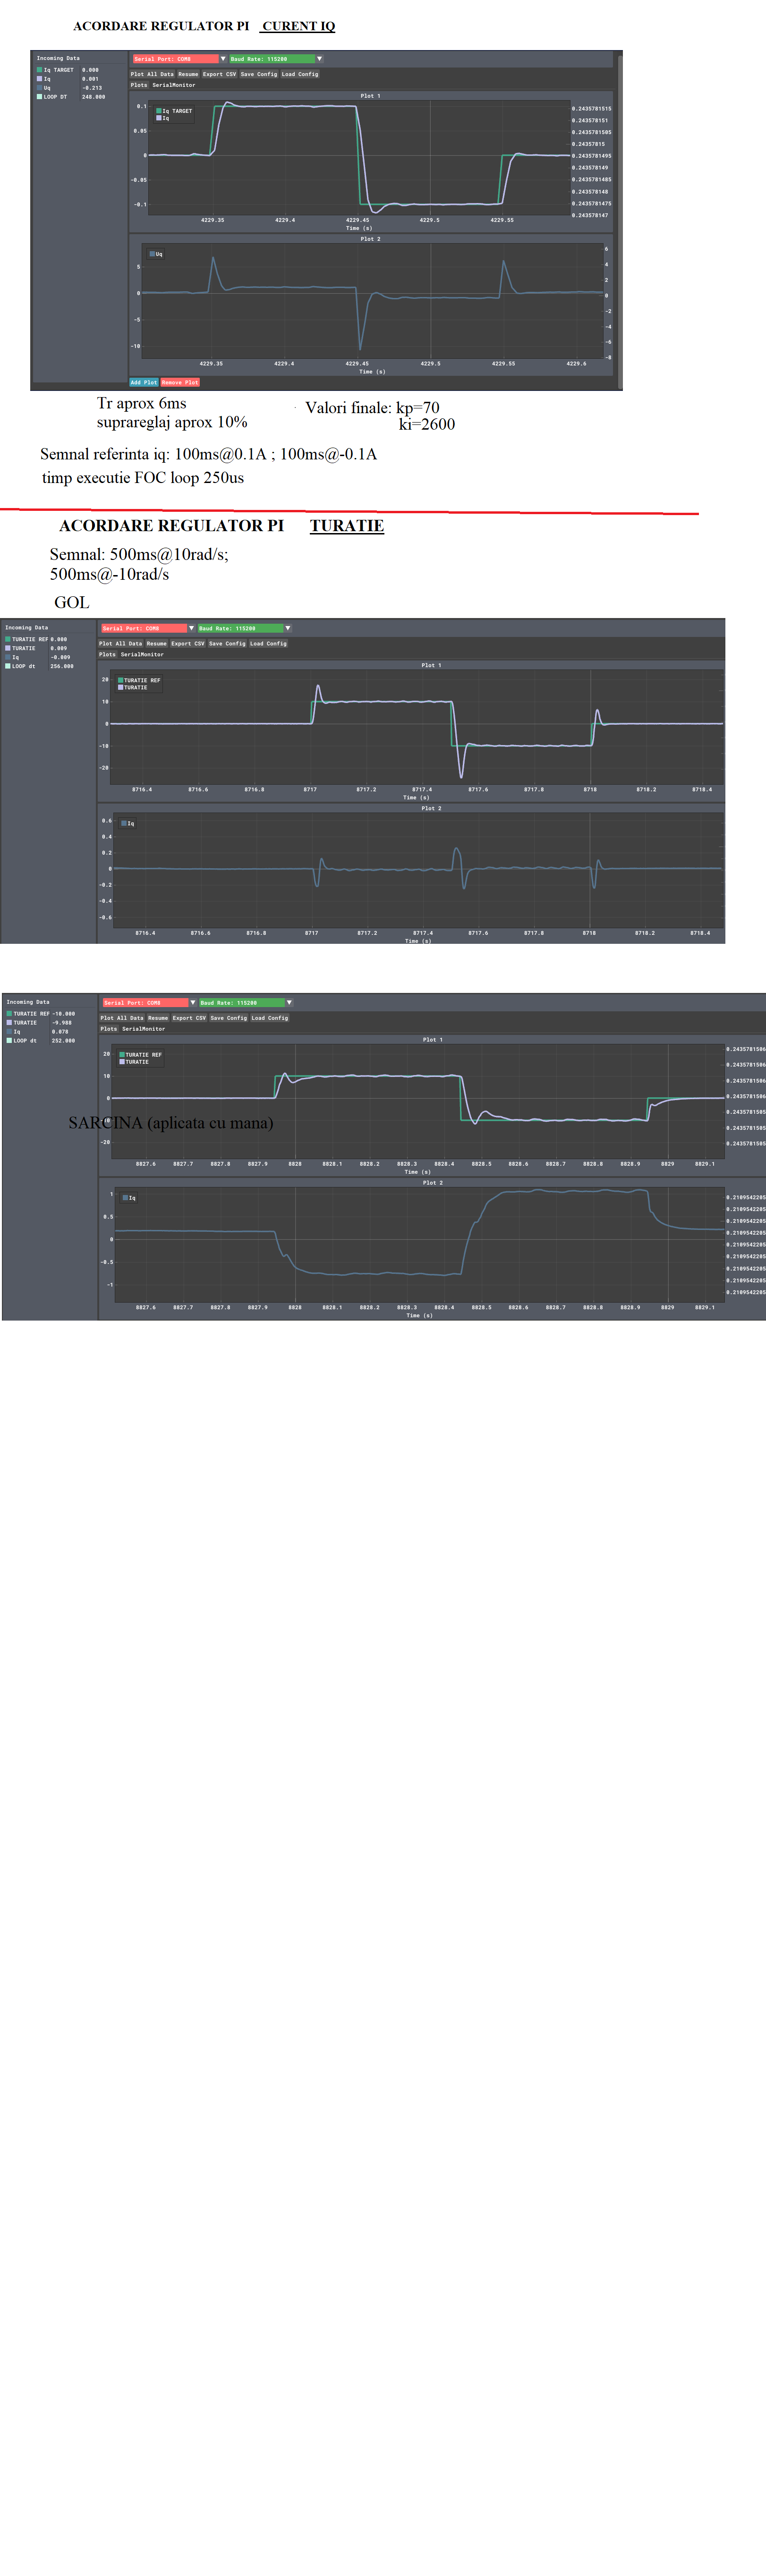 ACORDARE REGULATOR PI CURENT IQ
Incoming Data
Iq TARGET 0.000
Iq 0.001
Uq -0.213
LOOP DT 248.000
Serial Port: COM8 Baud Rate: 115200
Plot All Data Resume Export CSV Save Config Load Config
Plots SerialMonitor
Plot 1
Iq TARGET
Iq
0.1
0.05
0
-0.05
-0.1
0.2435781515
0.243578151
0.2435781505
0.24357815
0.2435781495
0.243578149
0.2435781485
0.243578148
0.2435781475
0.243578147
4229.35 4229.4 4229.45 4229.5 4229.55
Time (s)
Plot 2
Uq
5
0
-5
-10
6
4
2
0
-2
-4
-6
-8
4229.35 4229.4 4229.45 4229.5 4229.55 4229.6
Time (s)
Add Plot Remove Plot
Tr aprox 6ms
suprareglaj aprox 10%
Valori finale: kp=70
ki=2600
Semnal referinta iq: 100ms@0.1A ; 100ms@-0.1A
timp executie FOC loop 250us
ACORDARE REGULATOR PI TURATIE
Semnal: 500ms@10rad/s;
500ms@-10rad/s
GOL
Incoming Data
TURATIE REF 0.000
TURATIE 0.009
Iq -0.009
LOOP dt 256.000
Serial Port: COM8 Baud Rate: 115200
Plot All Data Resume Export CSV Save Config Load Config
Plots SerialMonitor
Plot 1
TURATIE REF
TURATIE
20
10
0
-10
-20
8716.4 8716.6 8716.8 8717 8717.2 8717.4 8717.6 8717.8 8718 8718.2 8718.4
Time (s)
Plot 2
Iq
0.6
0.4
0.2
0
-0.2
-0.4
-0.6
8716.4 8716.6 8716.8 8717 8717.2 8717.4 8717.6 8717.8 8718 8718.2 8718.4
Time (s)
Incoming Data
TURATIE REF -10.000
TURATIE -9.988
Iq 0.078
LOOP dt 252.000
Serial Port: COM8 Baud Rate: 115200
Plot All Data Resume Export CSV Save Config Load Config
Plots SerialMonitor
Plot 1
TURATIE REF
TURATIE
20
10
0
-10
-20
0.2435781506
0.2435781506
0.2435781506
0.2435781506
0.2435781505
0.2435781505
0.2435781505
SARCINA (aplicata cu mana)
8827.6 8827.7 8827.8 8827.9 8828 8828.1 8828.2 8828.3 8828.4 8828.5 8828.6 8828.7 8828.8 8828.9 8829 8829.1
Time (s)
Plot 2
Iq
1
0.5
0
-0.5
-1
0.2109542205
0.2109542205
0.2109542205
0.2109542205
0.2109542205
0.2109542205
0.2109542205
0.2109542205
0.2109542205
8827.6 8827.7 8827.8 8827.9 8828 8828.1 8828.2 8828.3 8828.4 8828.5 8828.6 8828.7 8828.8 8828.9 8829 8829.1
Time (s)